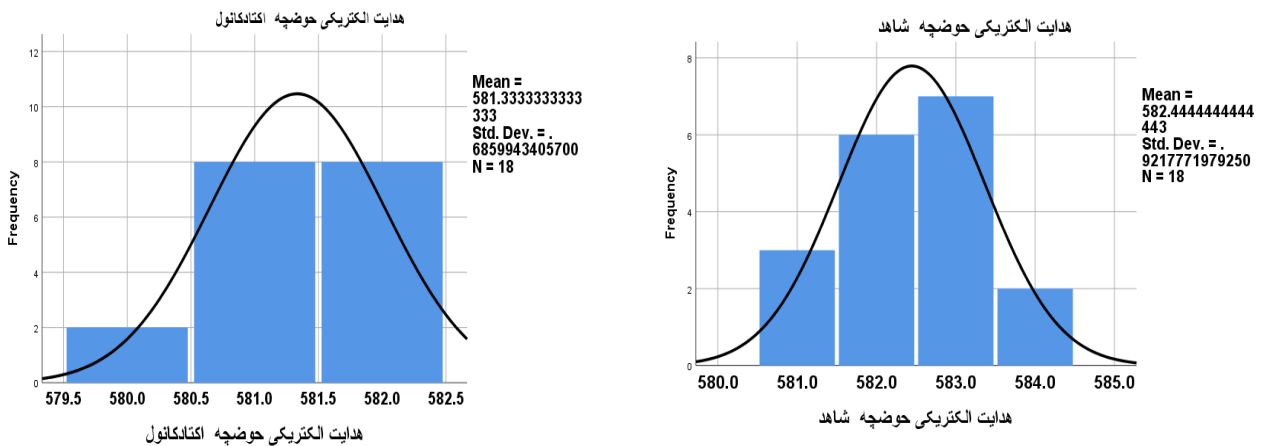 هدایت الکتریکی حوضچه اکتادکانول
12
10
8
6
4
2
0
Frequency
579.5 580.0 580.5 581.0 581.5 582.0 582.5
هدایت الکتریکی حوضچه اکتادکانول
Mean =
581.3333333333
333
Std. Dev. = .
6859943405700
N = 18
هدایت الکتریکی حوضچه شاهد
8
6
4
2
0
Frequency
580.0 581.0 582.0 583.0 584.0 585.0
هدایت الکتریکی حوضچه شاهد
Mean =
582.4444444444
443
Std. Dev. = .
9217771979250
N = 18